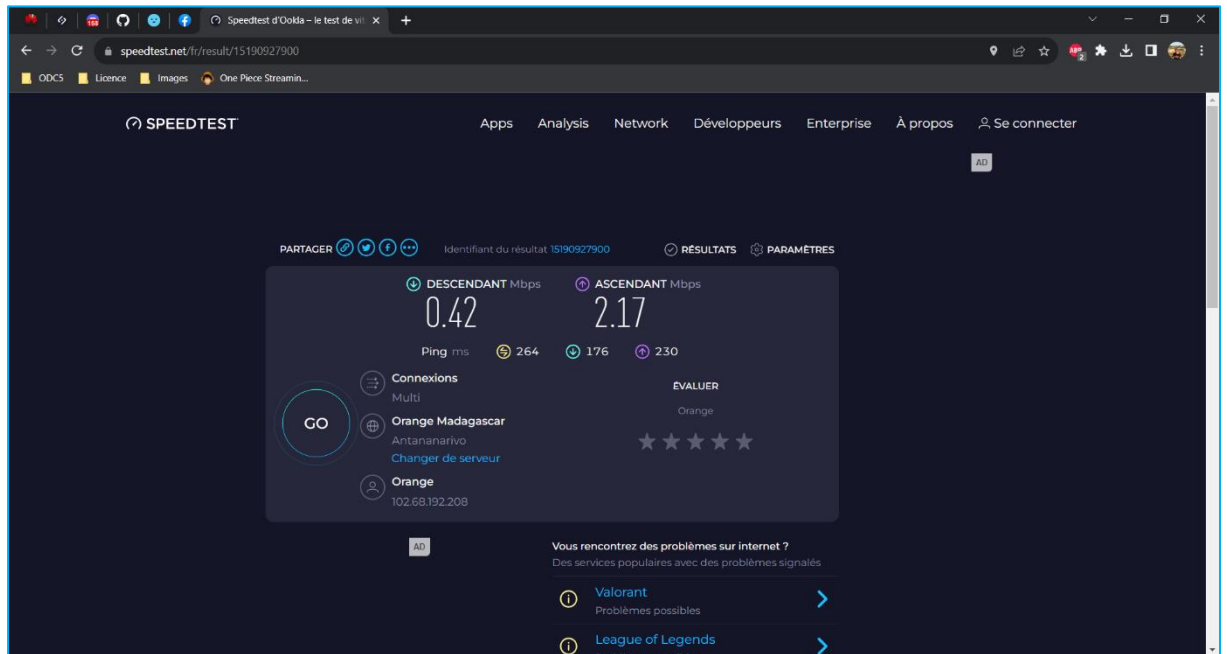 168
Speedtest d'Ookla – le test de vit
speedtest.net/fr/result/15190927900
2
ODC5 Licence Images One Piece Streamin...
SPEEDTEST Apps Analysis Network Développeurs Enterprise À propos Se connecter
AD
PARTAGER Identifiant du résultat 15190927900 RÉSULTATS PARAMÈTRES
DESCENDANT Mbps ASCENDANT Mbps
0.42 2.17
Ping ms 264 176 230
GO
Connexions
Multi
Orange Madagascar
Antananarivo
Changer de serveur
Orange
102.68.192.208
ÉVALUER
Orange
AD
Vous rencontrez des problèmes sur internet ?
Des services populaires avec des problèmes signalés
Valorant
Problèmes possibles
League of Legends